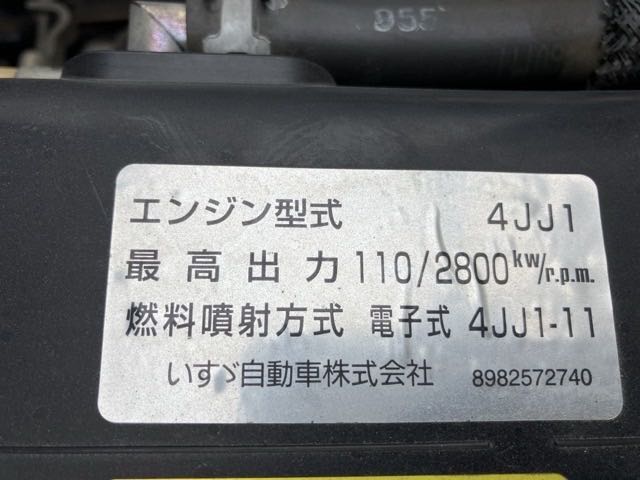 955
エンジン型式 4JJ1
最高出力 110/2800 kw/r.p.m.
燃料噴射方式 電子式 4JJ1-11
いすゞ自動車株式会社 8982572740